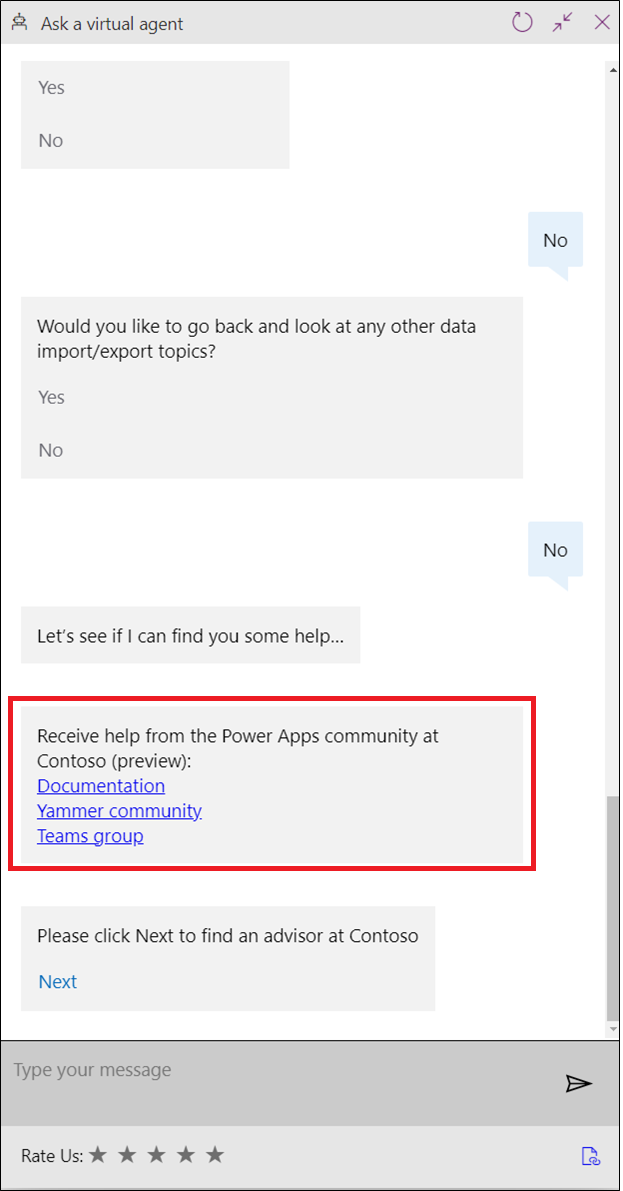 Ask a virtual agent
Yes
No
No
Would you like to go back and look at any other data
import/export topics?
Yes
No
No
Let's see if I can find you some help...
Receive help from the Power Apps community at
Contoso (preview):
Documentation
Yammer community
Teams group
Please click Next to find an advisor at Contoso
Next
Type your message
Rate Us: